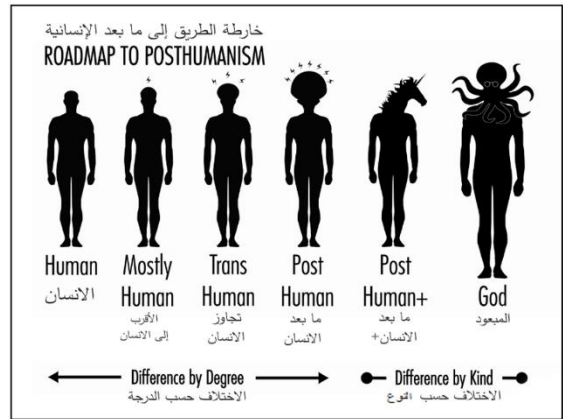 خارطة الطريق إلى ما بعد الإنسانية
ROADMAP TO POSTHUMANISM
Human
الانسان
Mostly
Human
الأقرب
إلى الانسان
Trans
Human
تجاوز
الانسان
Post
Human
ما بعد
الانسان
Post
Human+
ما بعد
الانسان+
God
المعبود
Difference by Degree
الاختلاف حسب الدرجة
Difference by Kind
الاختلاف حسب النوع